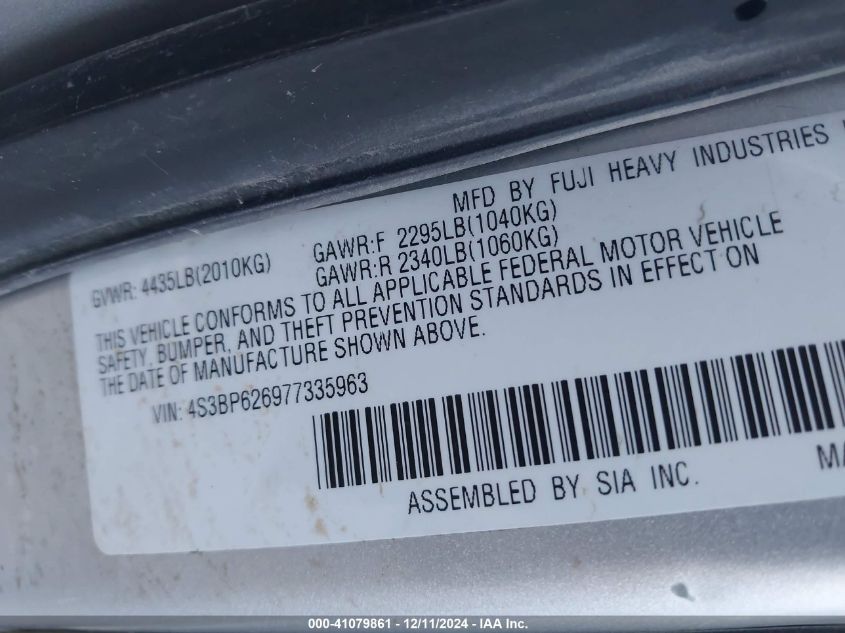 MFD BY FUJI HEAVY INDUSTRIES
GVWR: 4435LB(2010KG) GAWR:F 2295LB(1040KG)
GAWR:R 2340LB(1060KG)
THIS VEHICLE CONFORMS TO ALL APPLICABLE FEDERAL MOTOR VEHICLE
SAFETY, BUMPER, AND THEFT PREVENTION STANDARDS IN EFFECT ON
THE DATE OF MANUFACTURE SHOWN ABOVE.
VIN: 4S3BP626977335963
ASSEMBLED BY SIA INC.
000-41079861 - 12/11/2024 - IAA Inc.